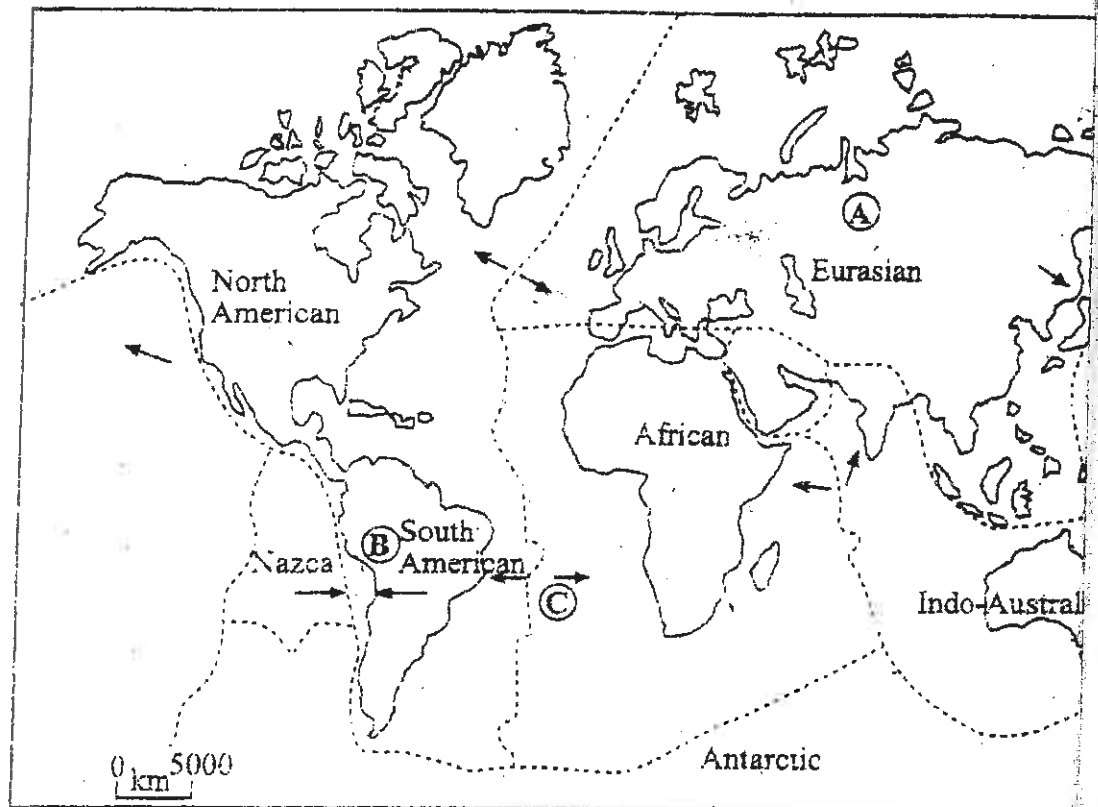 A
North
American
Eurasian
African
B
South
American
Nazca
C
Indo-Austral
Antarctic
0 5000
km